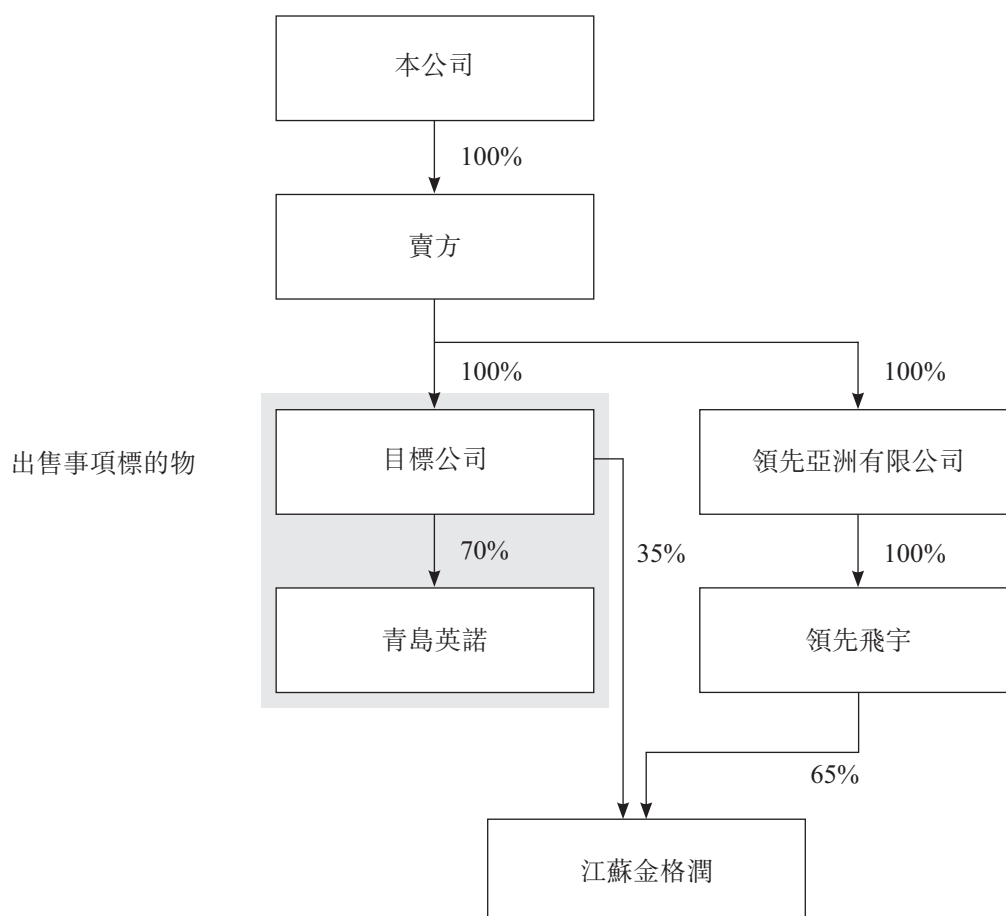 本公司
100%
賣方
100%
100%
出售事項標的物
目標公司
領先亞洲有限公司
70%
35%
100%
青島英諾
領先飛宇
65%
江蘇金格潤